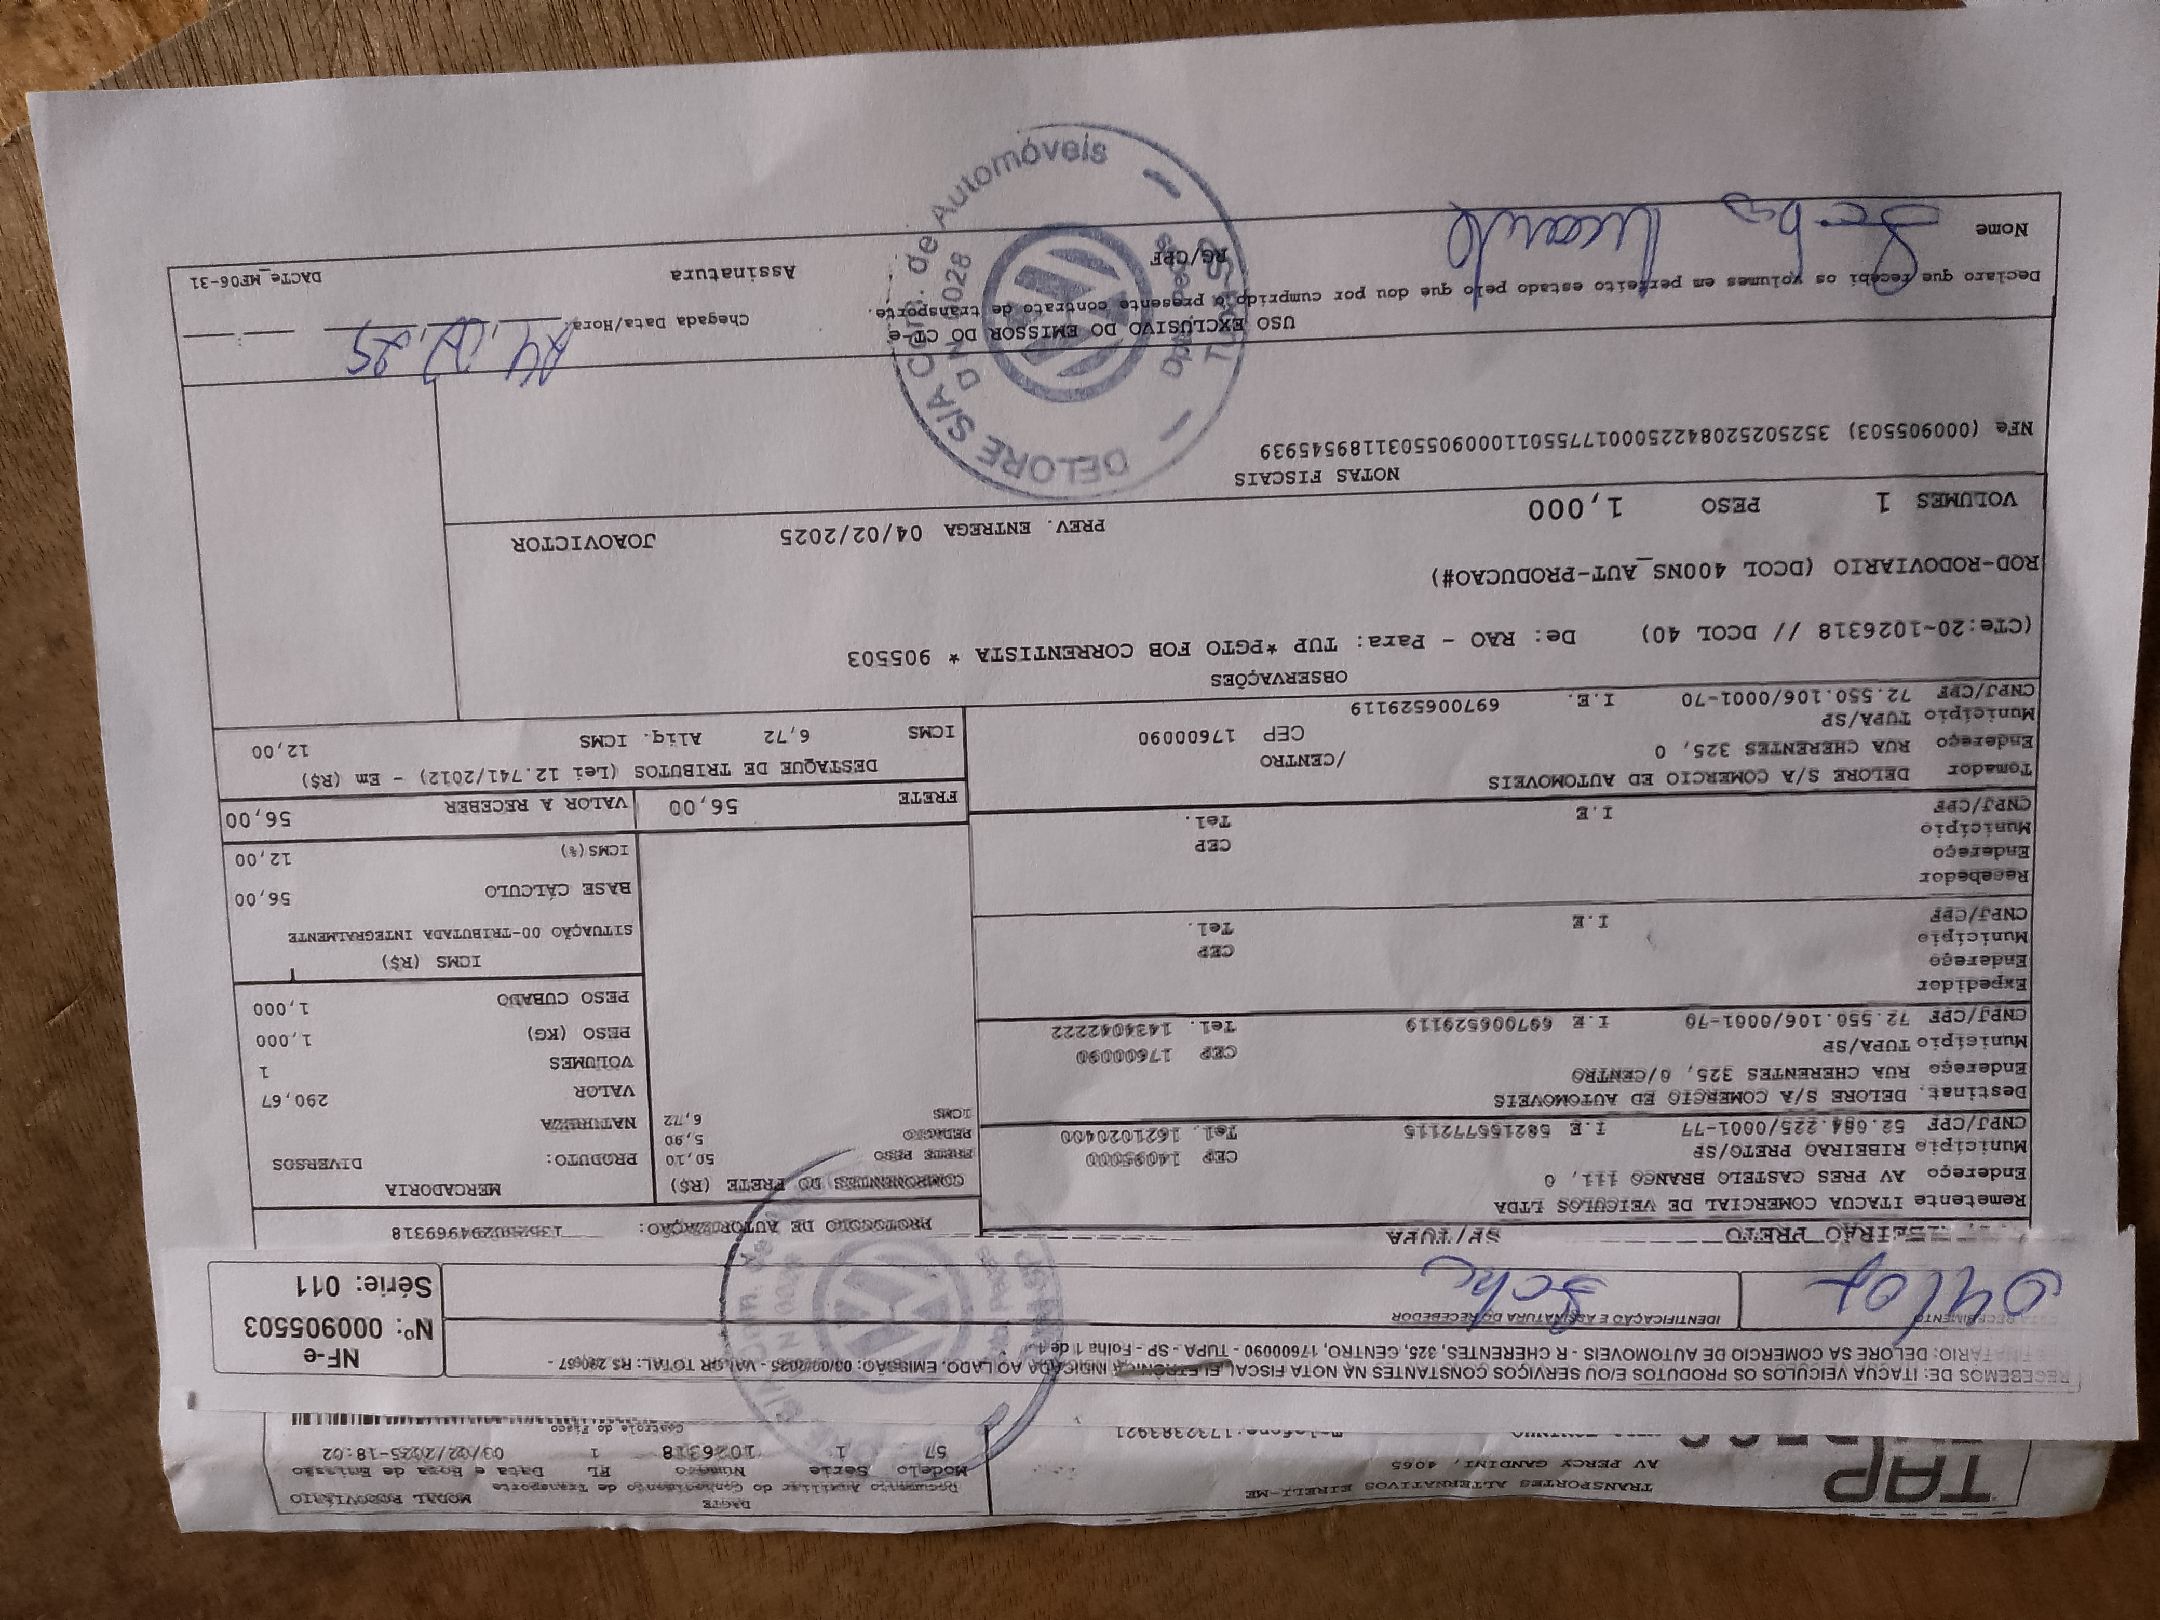 TAP
TRANSPORTES ALTERNATIVOS EIRELI-ME
AV PERCY GANDINI, 4065
Telefone:1732383921
DACTE
Documento Auxiliar do Conhecimento de Transporte
MODAL RODOVIÁRIO
Modelo Série Número FL Data e Hora de Emissão
57 1 1026318 1 03/02/2025-18:02
Controle do Fisco
RECEBEMOS DE: ITACUA VEICULOS OS PRODUTOS E/OU SERVIÇOS CONSTANTES NA NOTA FISCAL ELETRÔNICA INDICADA AO LADO, EMISSÃO: 03/02/2025 - VALOR TOTAL: R$ 290,67 -
DELORE SA COMERCIO DE AUTOMOVEIS - R CHERENTES, 325, CENTRO, 17600090 - TUPA - SP - Folha 1 de 1
IDENTIFICAÇÃO E ASSINATURA DO RECEBEDOR
04/02
NF-e
Nº: 000905503
Série: 011
RIBEIRAO PRETO SP/TUPA
PROTOCOLO DE AUTORIZAÇÃO:
Remetente ITACUA COMERCIAL DE VEICULOS LTDA
Endereço AV PRES CASTELO BRANCO 111, 0
Município RIBEIRAO PRETO/SP CEP 14095000
CNPJ/CPF 52.084.225/0001-77 I.E 582155772115 Tel. 1621020400
Destinat. DELORE S/A COMERCIO ED AUTOMOVEIS
Endereço RUA CHERENTES 325, 0/CENTRO
Município TUPA/SP CEP 17600090
CNPJ/CPF 72.550.106/0001-70 I.E 697006529119 Tel. 1434042222
Expedidor
Endereço
Município CEP
CNPJ/CPF I.E Tel.
Recebedor
Endereço
Município CEP
CNPJ/CPF I.E Tel.
Tomador DELORE S/A COMERCIO ED AUTOMOVEIS
Endereço RUA CHERENTES 325, 0 /CENTRO
Município TUPA/SP CEP 17600090
CNPJ/CPF 72.550.106/0001-70 I.E. 697006529119
COMPONENTES DO FRETE (R$)
FRETE PESO 50,10
PEDAGIO 5,90
ICMS 6,72
MERCADORIA
PRODUTO: DIVERSOS
NATUREZA
VALOR 290,67
VOLUMES 1
PESO (KG) 1,000
PESO CUBADO 1,000
ICMS (R$)
SITUAÇÃO 00-TRIBUTADA INTEGRALMENTE
BASE CÁLCULO 56,00
ICMS(%) 12,00
FRETE 56,00 VALOR A RECEBER 56,00
DESTAQUE DE TRIBUTOS (Lei 12.741/2012) - Em (R$)
ICMS 6,72 Aliq. ICMS 12,00
OBSERVAÇÕES
(CTe:20-1026318 // DCOL 40) De: RAO - Para: TUP *PGTO FOB CORRENTISTA * 905503
ROD-RODOVIARIO (DCOL 400NS_AUT-PRODUCAO#)
VOLUMES 1 PESO 1,000 PREV. ENTREGA 04/02/2025 JOAOVICTOR
NOTAS FISCAIS
NFe (000905503) 35250252084225000177550110009055031189545939
USO EXCLUSIVO DO EMISSOR DO CT-e
Declaro que recebi os volumes em perfeito estado pelo que dou por cumprido o presente contrato de transporte.
Chegada Data/Hora
Nome RG/CPF Assinatura
DACTe_MF06-31
DELORE S/A Com. de Automóveis
D N 6028